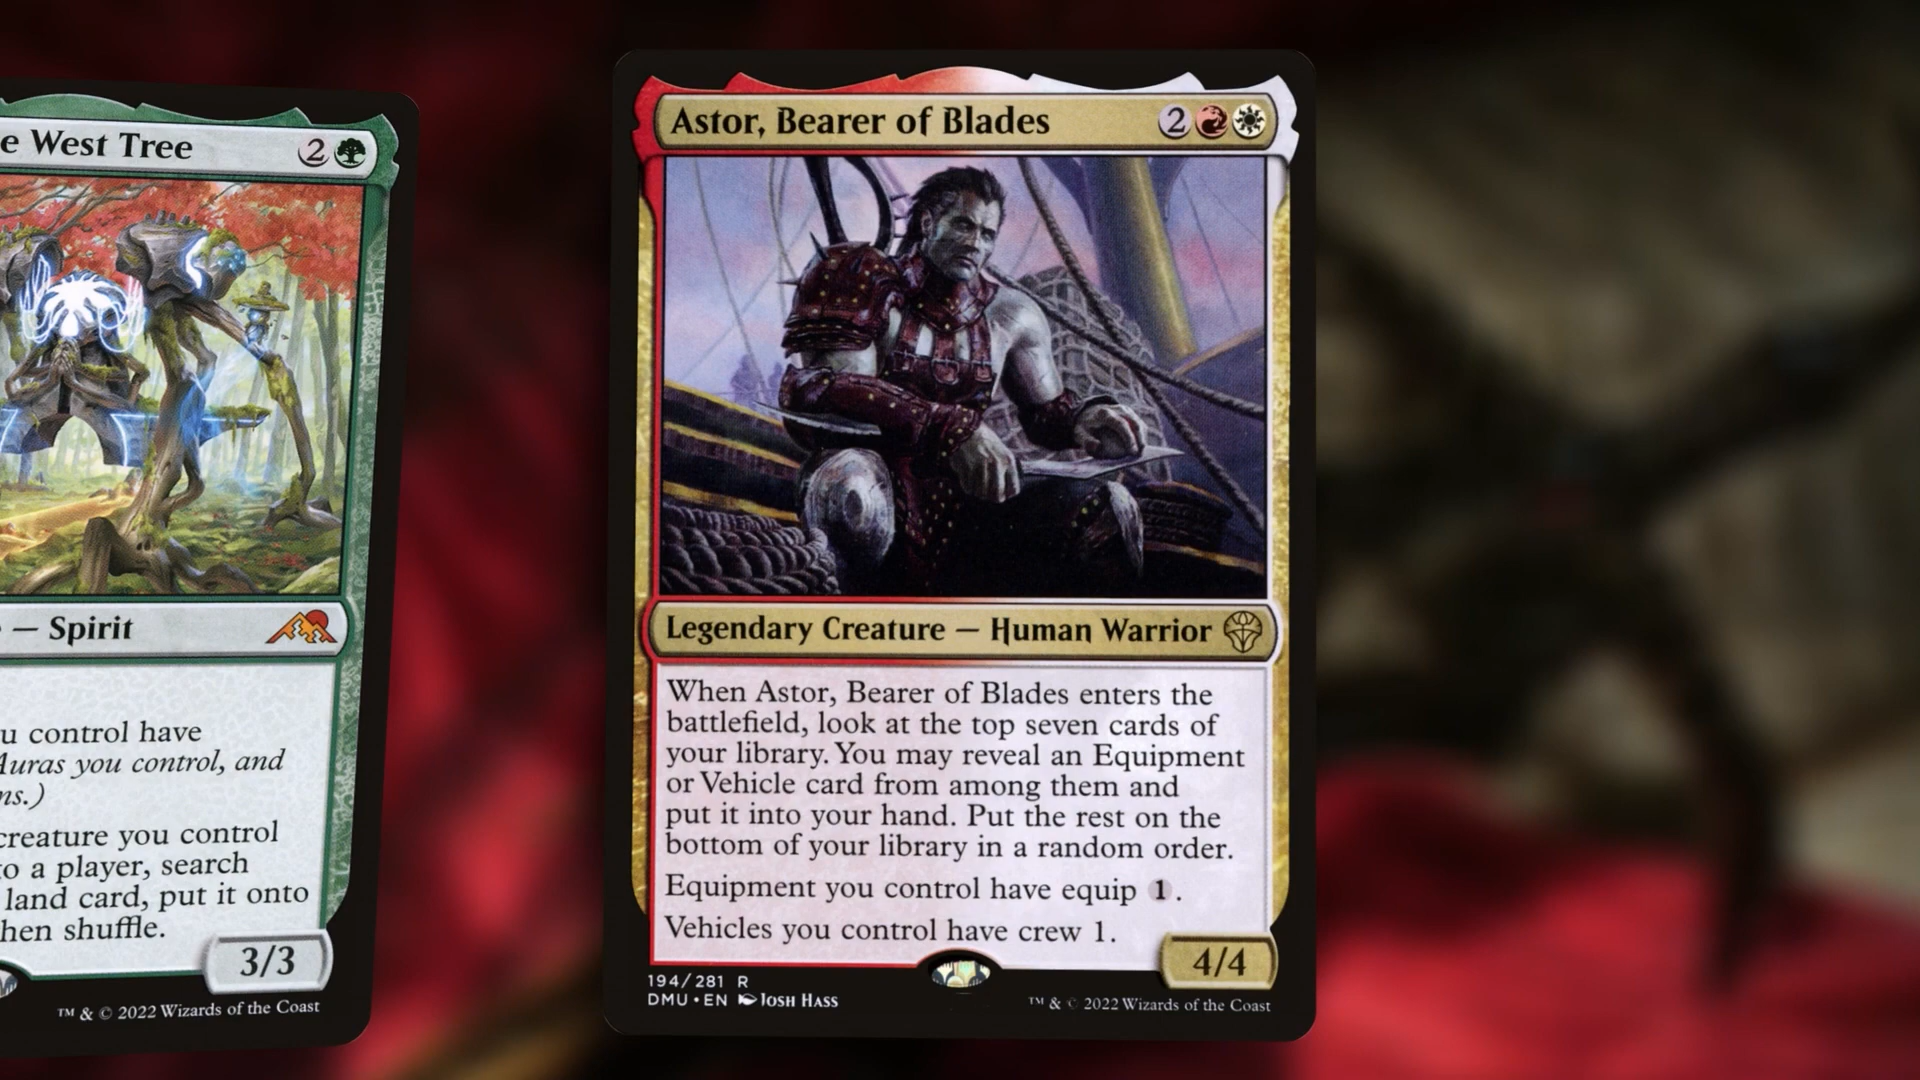 e West Tree 2
— Spirit
u control have
Auras you control, and
ns.)
creature you control
to a player, search
land card, put it onto
hen shuffle.
3/3
™ & © 2022 Wizards of the Coast
Astor, Bearer of Blades 2
Legendary Creature — Human Warrior
When Astor, Bearer of Blades enters the
battlefield, look at the top seven cards of
your library. You may reveal an Equipment
or Vehicle card from among them and
put it into your hand. Put the rest on the
bottom of your library in a random order.
Equipment you control have equip 1.
Vehicles you control have crew 1.
4/4
194/281 R
DMU • EN Josh Hass
™ & © 2022 Wizards of the Coast